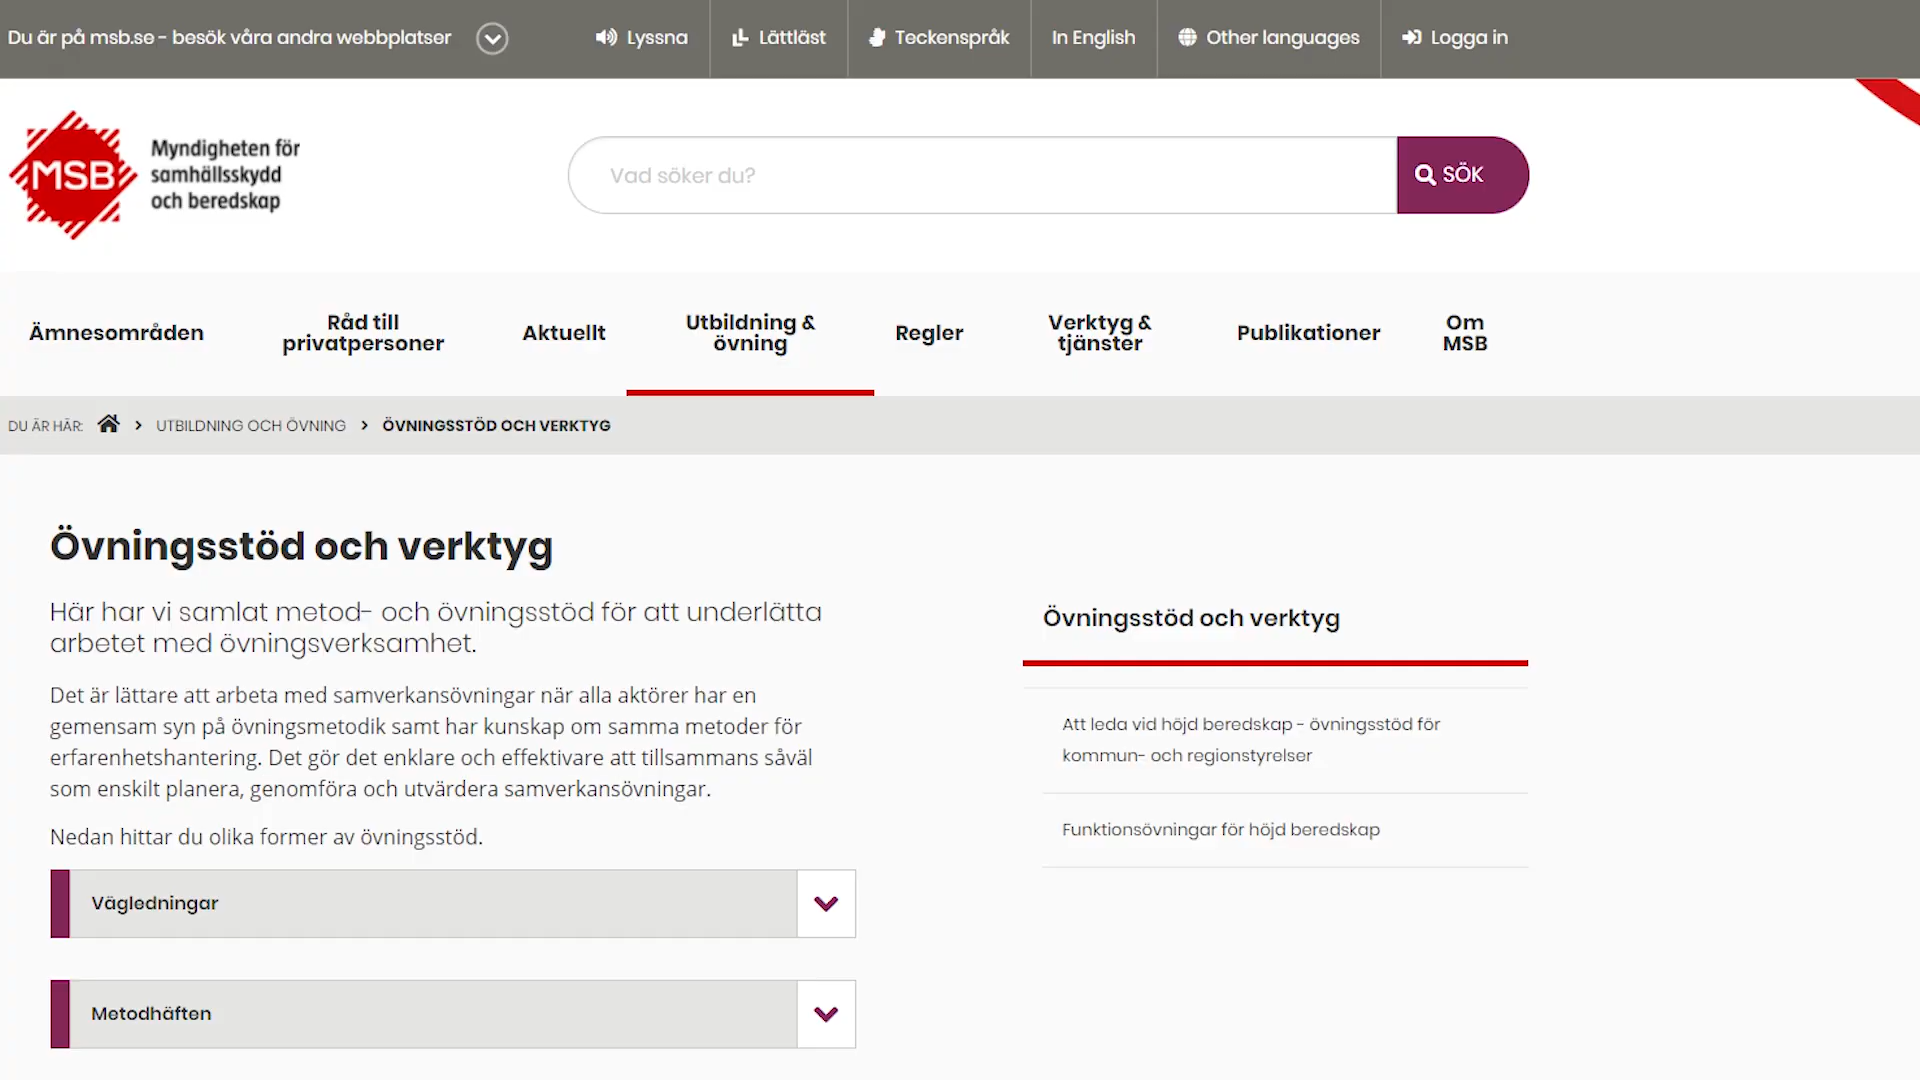 Du är på msb.se - besök våra andra webbplatser
Lyssna
Lättläst
Teckenspråk
In English
Other languages
Logga in
MSB
Myndigheten för
samhällsskydd
och beredskap
Vad söker du?
SÖK
Ämnesområden
Råd till
privatpersoner
Aktuellt
Utbildning &
övning
Regler
Verktyg &
tjänster
Publikationer
Om
MSB
DU ÄR HÄR:
UTBILDNING OCH ÖVNING
ÖVNINGSSTÖD OCH VERKTYG
Övningsstöd och verktyg
Här har vi samlat metod- och övningsstöd för att underlätta
arbetet med övningsverksamhet.
Det är lättare att arbeta med samverkansövningar när alla aktörer har en
gemensam syn på övningsmetodik samt har kunskap om samma metoder för
erfarenhetshantering. Det gör det enklare och effektivare att tillsammans såväl
som enskilt planera, genomföra och utvärdera samverkansövningar.
Nedan hittar du olika former av övningsstöd.
Vägledningar
Metodhäften
Övningsstöd och verktyg
Att leda vid höjd beredskap - övningsstöd för
kommun- och regionstyrelser
Funktionsövningar för höjd beredskap